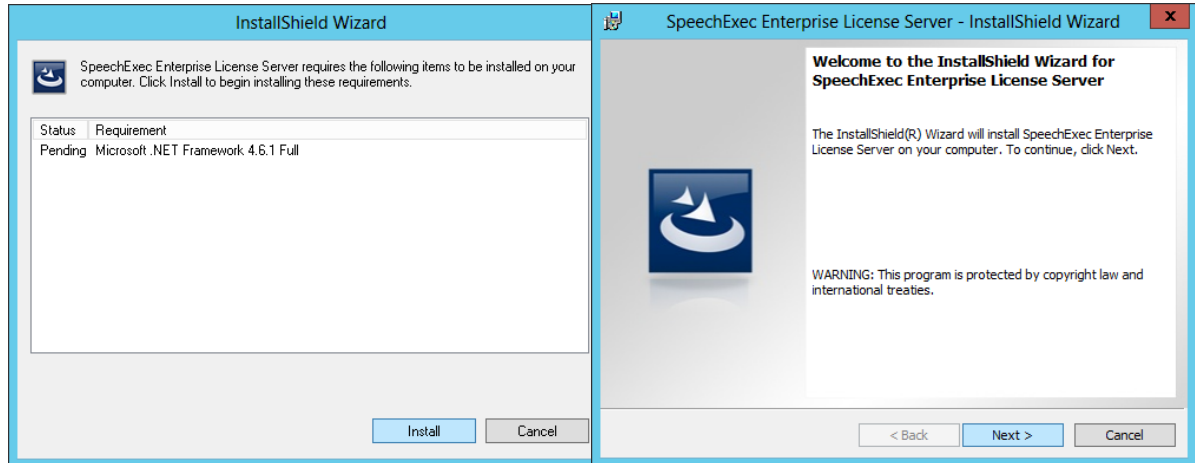 InstallShield Wizard
SpeechExec Enterprise License Server requires the following items to be installed on your
computer. Click Install to begin installing these requirements.
Status Requirement
Pending Microsoft .NET Framework 4.6.1 Full
Install Cancel
SpeechExec Enterprise License Server - InstallShield Wizard
x
Welcome to the InstallShield Wizard for
SpeechExec Enterprise License Server
The InstallShield(R) Wizard will install SpeechExec Enterprise
License Server on your computer. To continue, click Next.
WARNING: This program is protected by copyright law and
international treaties.
< Back Next > Cancel